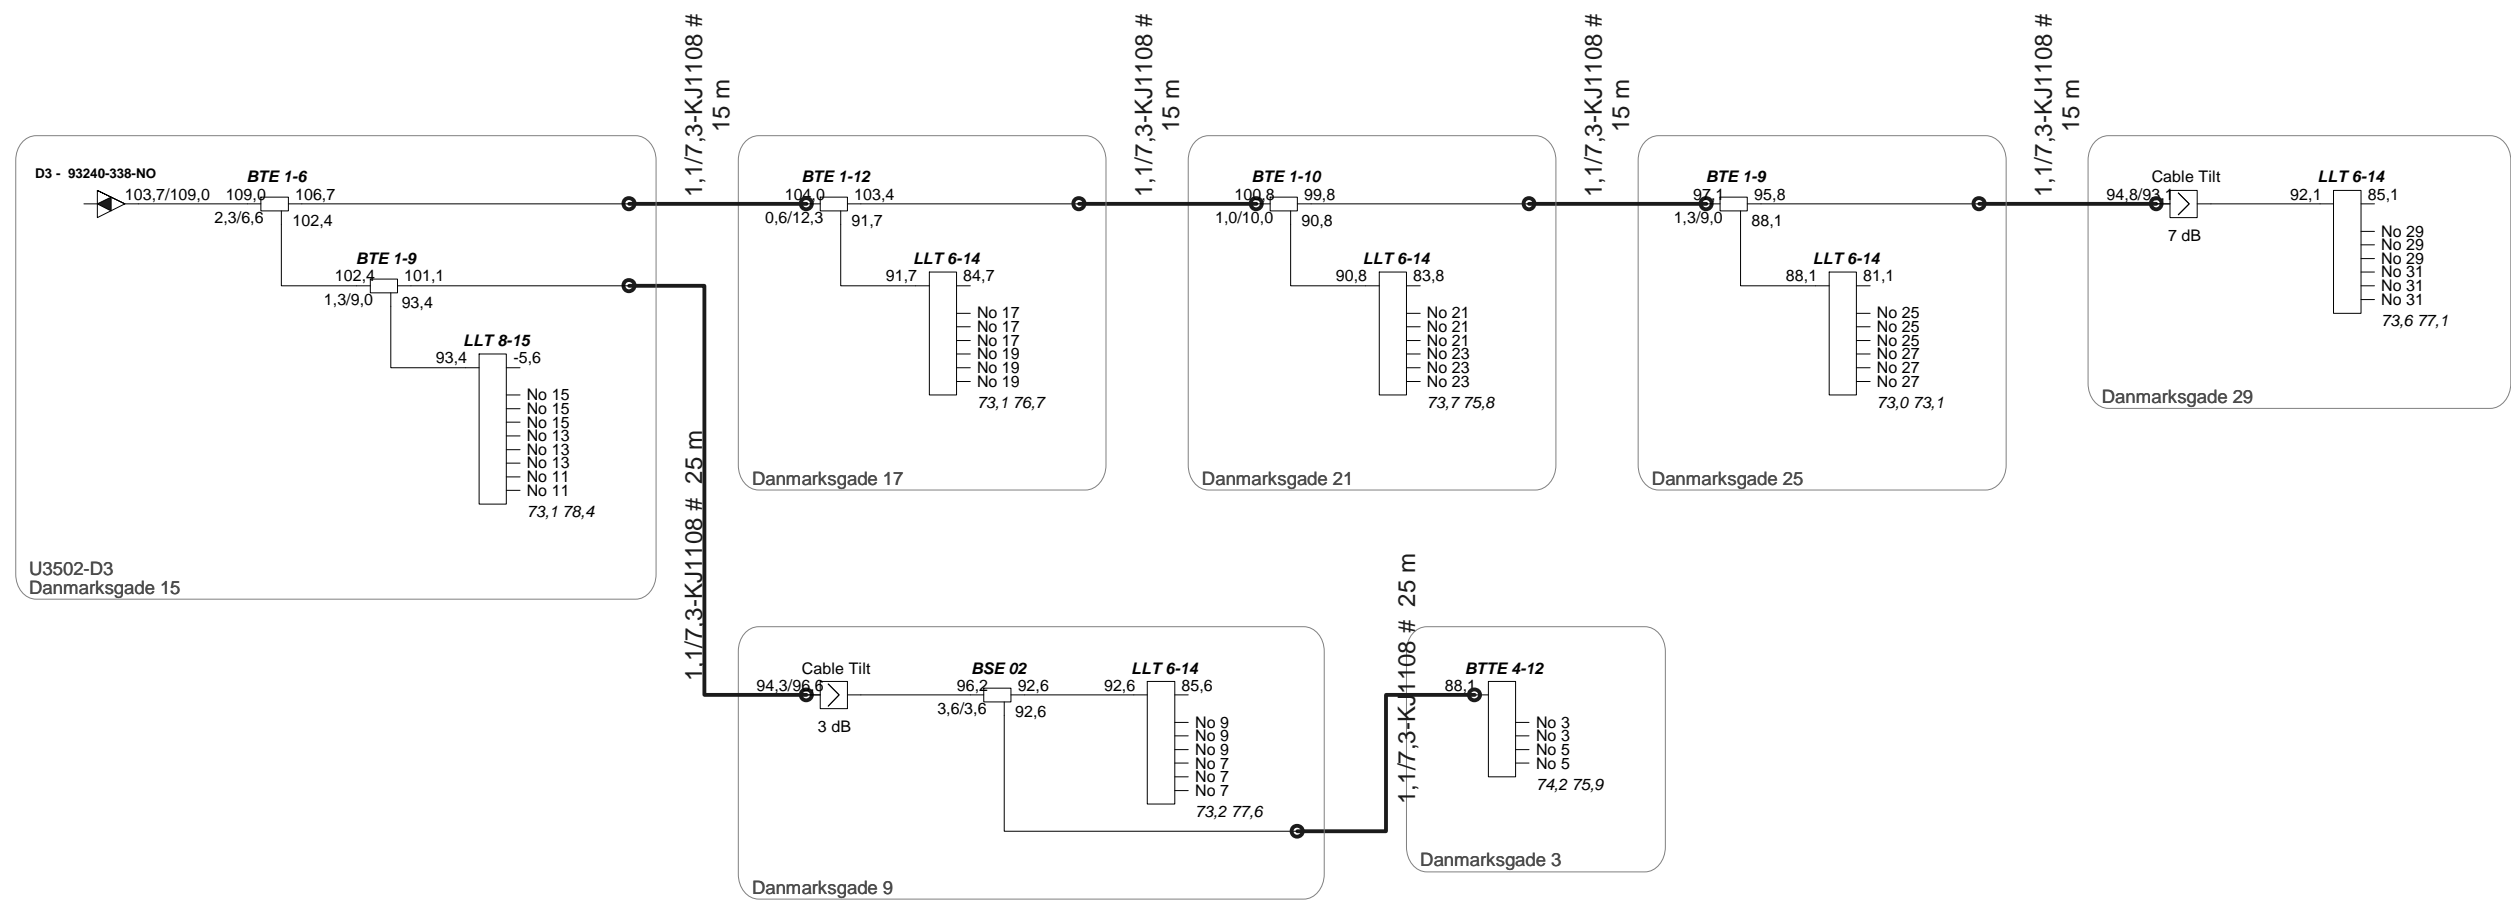 1,1/7,3-KJ1108 #
15 m
1,1/7,3-KJ1108 #
15 m
1,1/7,3-KJ1108 #
15 m
1,1/7,3-KJ1108 #
15 m
D3 - 93240-338-NO
103,7/109,0
BTE 1-6
109,0 106,7
2,3/6,6 102,4
BTE 1-9
102,4 101,1
1,3/9,0 93,4
LLT 8-15
93,4 -5,6
No 15
No 15
No 15
No 13
No 13
No 13
No 11
No 11
73,1 78,4
U3502-D3
Danmarksgade 15
BTE 1-12
104,0 103,4
0,6/12,3 91,7
LLT 6-14
91,7 84,7
No 17
No 17
No 17
No 19
No 19
No 19
73,1 76,7
Danmarksgade 17
BTE 1-10
100,8 99,8
1,0/10,0 90,8
LLT 6-14
90,8 83,8
No 21
No 21
No 21
No 23
No 23
No 23
73,7 75,8
Danmarksgade 21
BTE 1-9
97,1 95,8
1,3/9,0 88,1
LLT 6-14
88,1 81,1
No 25
No 25
No 25
No 27
No 27
No 27
73,0 73,1
Danmarksgade 25
Cable Tilt
94,8/93,1
7 dB
LLT 6-14
92,1 85,1
No 29
No 29
No 29
No 31
No 31
No 31
73,6 77,1
Danmarksgade 29
1,1/7,3-KJ1108 # 25 m
Cable Tilt
94,3/96,6
3 dB
BSE 02
96,2 92,6
3,6/3,6 92,6
LLT 6-14
92,6 85,6
No 9
No 9
No 9
No 7
No 7
No 7
73,2 77,6
Danmarksgade 9
1,1/7,3-KJ1108 # 25 m
BTTE 4-12
88,1
No 3
No 3
No 5
No 5
74,2 75,9
Danmarksgade 3